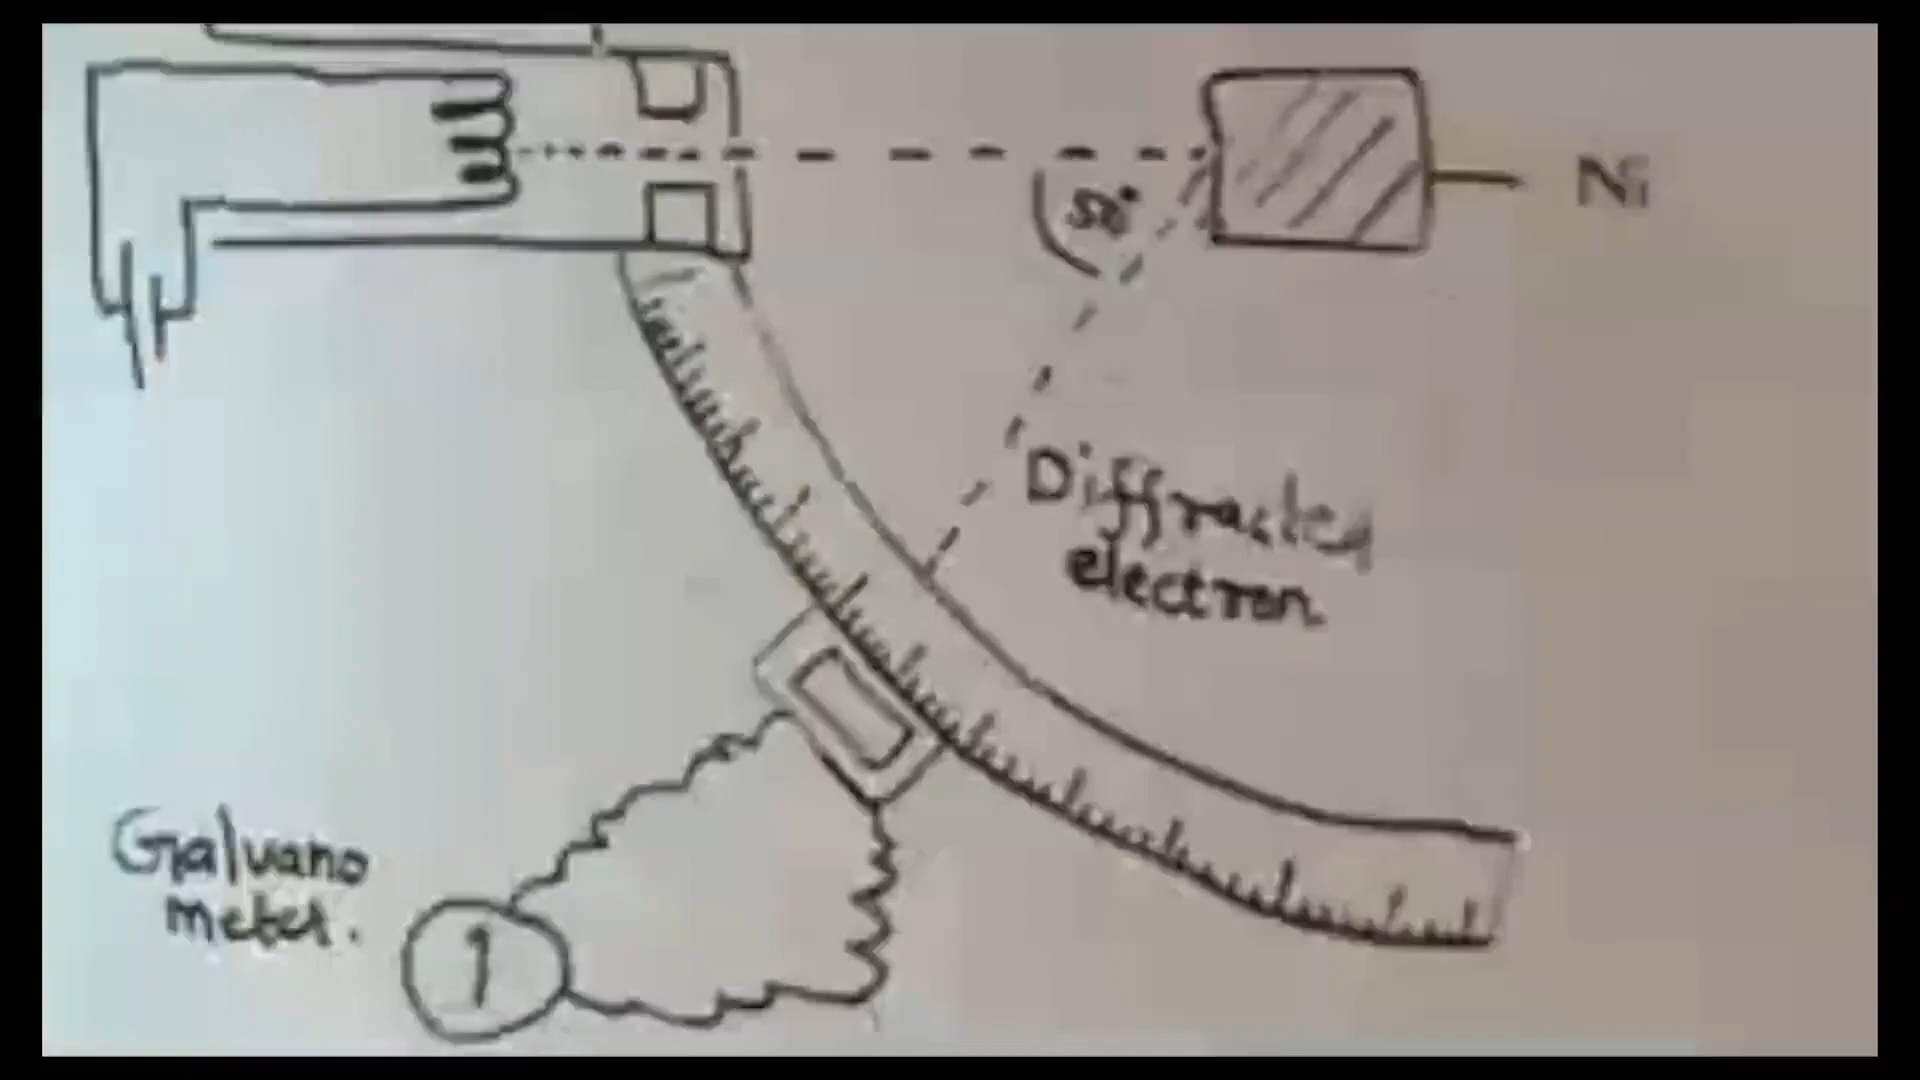 Ni
50°
Diffracted
electron
Galvano
meter.